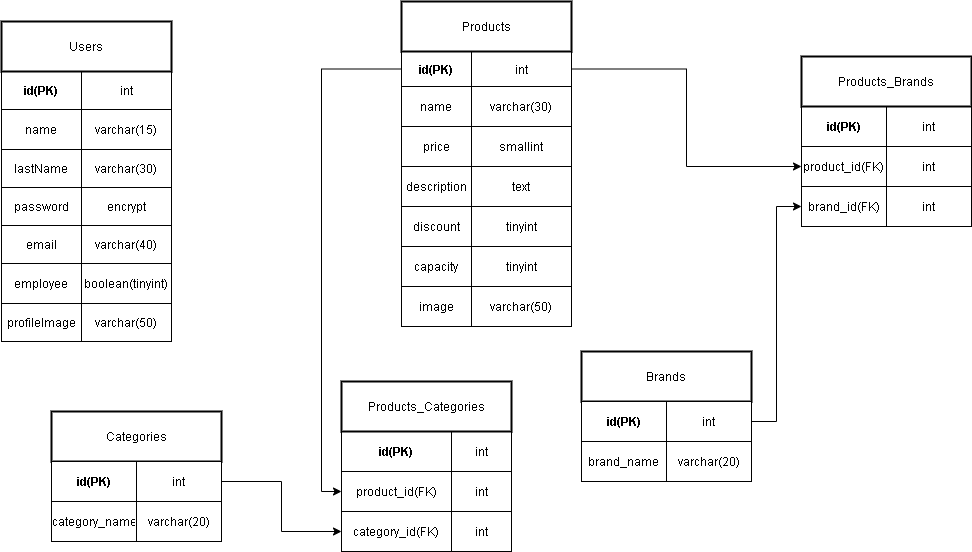 Users
id(PK) int
name varchar(15)
lastName varchar(30)
password encrypt
email varchar(40)
employee boolean(tinyint)
profileImage varchar(50)
Products
id(PK) int
name varchar(30)
price smallint
description text
discount tinyint
capacity tinyint
image varchar(50)
Products_Brands
id(PK) int
product_id(FK) int
brand_id(FK) int
Categories
id(PK) int
category_name varchar(20)
Products_Categories
id(PK) int
product_id(FK) int
category_id(FK) int
Brands
id(PK) int
brand_name varchar(20)